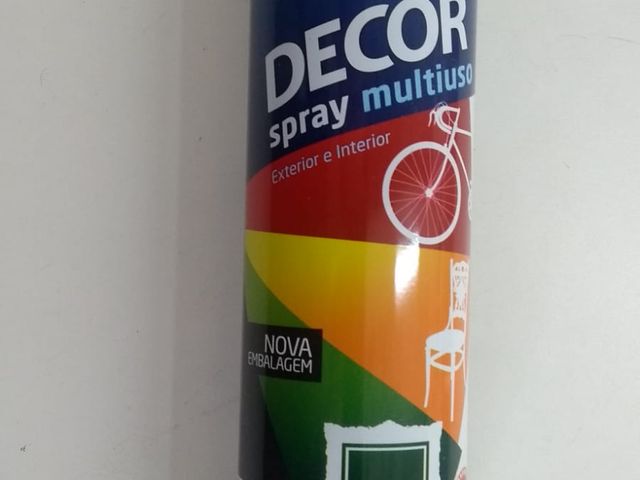 DECOR
spray multiuso
Exterior e Interior
NOVA
EMBALAGEM